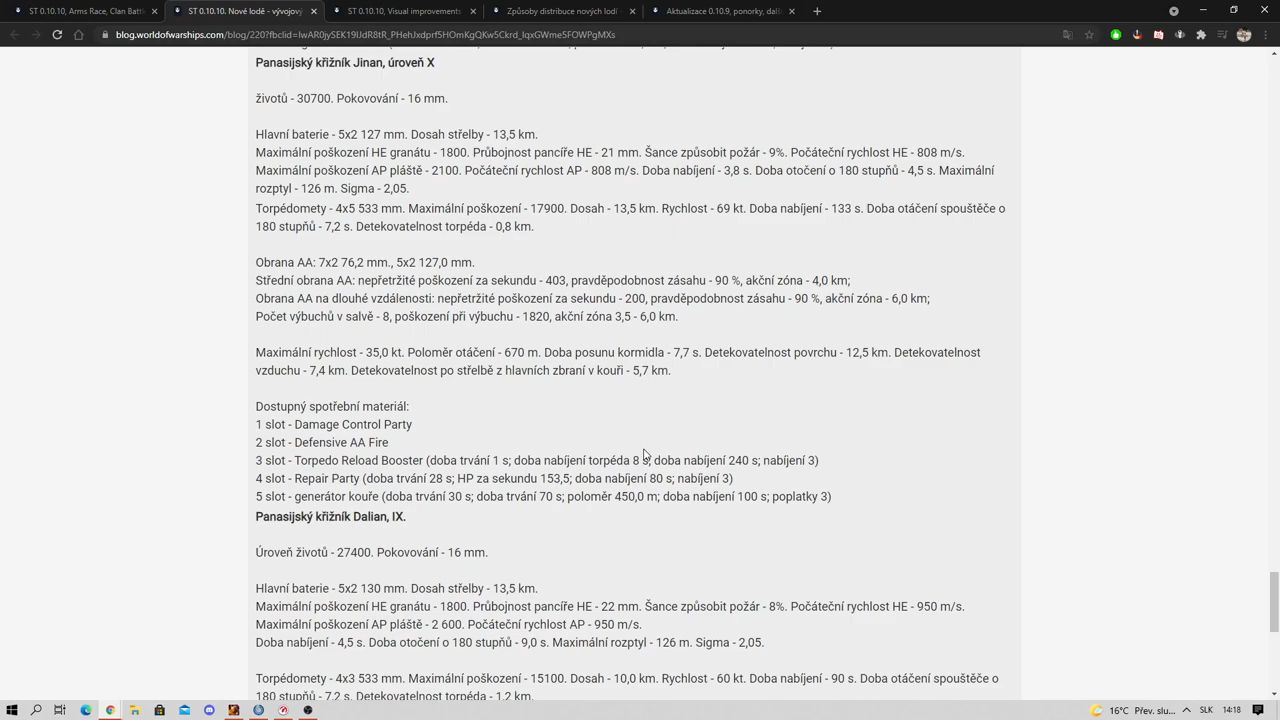 ST 0.10.9, Arms Race, Clan Battl
ST 0.10.9. Nové lodě - vývojový
ST 0.10.9, Visual improvements
Způsoby distribuce nových lodí
Aktualizace 0.10.9, ponorky, dal
blog.worldofwarships.com/blog/220?fbclid=
Panasijský křižník Jinan, úroveň X
životů - 30700. Pokovování - 16 mm.
Hlavní baterie - 5x2 127 mm. Dosah střelby - 13,5 km.
Maximální poškození HE granátu - 1800. Průbojnost pancíře HE - 21 mm. Šance způsobit požár - 9%. Počáteční rychlost HE - 808 m/s.
Maximální poškození AP pláště - 2100. Počáteční rychlost AP - 808 m/s. Doba nabíjení - 3,8 s. Doba otočení o 180 stupňů - 4,5 s. Maximální
rozptyl - 126 m. Sigma - 2,05.
Torpédomety - 4x5 533 mm. Maximální poškození - 17900. Dosah - 13,5 km. Rychlost - 69 kt. Doba nabíjení - 133 s. Doba otáčení spouštěče o
180 stupňů - 7,2 s. Detekovatelnost torpéda - 0,8 km.
Obrana AA: 7x2 76,2 mm., 5x2 127,0 mm.
Střední obrana AA: nepřetržité poškození za sekundu - 403, pravděpodobnost zásahu - 90 %, akční zóna - 4,0 km;
Obrana AA na dlouhé vzdálenosti: nepřetržité poškození za sekundu - 200, pravděpodobnost zásahu - 90 %, akční zóna - 6,0 km;
Počet výbuchů v salvě - 8, poškození při výbuchu - 1820, akční zóna 3,5 - 6,0 km.
Maximální rychlost - 35,0 kt. Poloměr otáčení - 670 m. Doba posunu kormidla - 7,7 s. Detekovatelnost povrchu - 12,5 km. Detekovatelnost
vzduchu - 7,4 km. Detekovatelnost po střelbě z hlavních zbraní v kouři - 5,7 km.
Dostupný spotřební materiál:
1 slot - Damage Control Party
2 slot - Defensive AA Fire
3 slot - Torpedo Reload Booster (doba trvání 1 s; doba nabíjení torpéda 8 s; doba nabíjení 240 s; nabíjení 3)
4 slot - Repair Party (doba trvání 28 s; HP za sekundu 153,5; doba nabíjení 80 s; nabíjení 3)
5 slot - generátor kouře (doba trvání 30 s; doba trvání 70 s; poloměr 450,0 m; doba nabíjení 100 s; poplatky 3)
Panasijský křižník Dalian, IX.
Úroveň životů - 27400. Pokovování - 16 mm.
Hlavní baterie - 5x2 130 mm. Dosah střelby - 13,5 km.
Maximální poškození HE granátu - 1800. Průbojnost pancíře HE - 22 mm. Šance způsobit požár - 8%. Počáteční rychlost HE - 950 m/s.
Maximální poškození AP pláště - 2 600. Počáteční rychlost AP - 950 m/s.
Doba nabíjení - 4,5 s. Doba otočení o 180 stupňů - 9,0 s. Maximální rozptyl - 126 m. Sigma - 2,05.
Torpédomety - 4x3 533 mm. Maximální poškození - 15100. Dosah - 10,0 km. Rychlost - 60 kt. Doba nabíjení - 90 s. Doba otáčení spouštěče o
180 stupňů - 7,2 s. Detekovatelnost torpéda - 1,2 km.
16°C Přev. slu... SLK 14:18